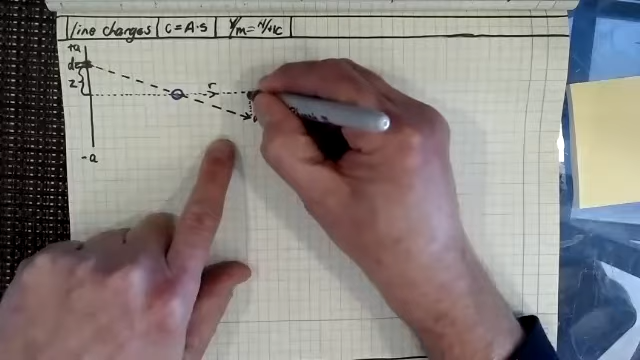 line charges C = A·s V/m = N/C
+a
dz
z
r
-a